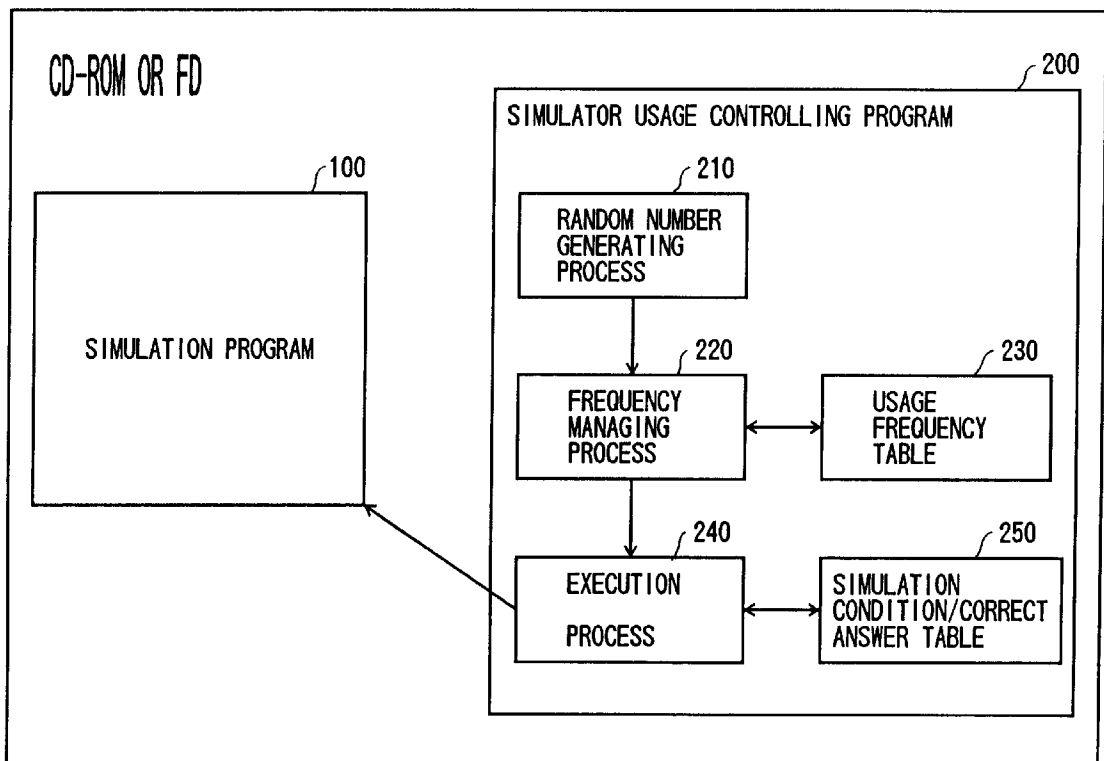 CD-ROM OR FD
200
SIMULATOR USAGE CONTROLLING PROGRAM
100
SIMULATION PROGRAM
210
RANDOM NUMBER
GENERATING
PROCESS
220
FREQUENCY
MANAGING
PROCESS
230
USAGE
FREQUENCY
TABLE
240
EXECUTION
PROCESS
250
SIMULATION
CONDITION/CORRECT
ANSWER TABLE